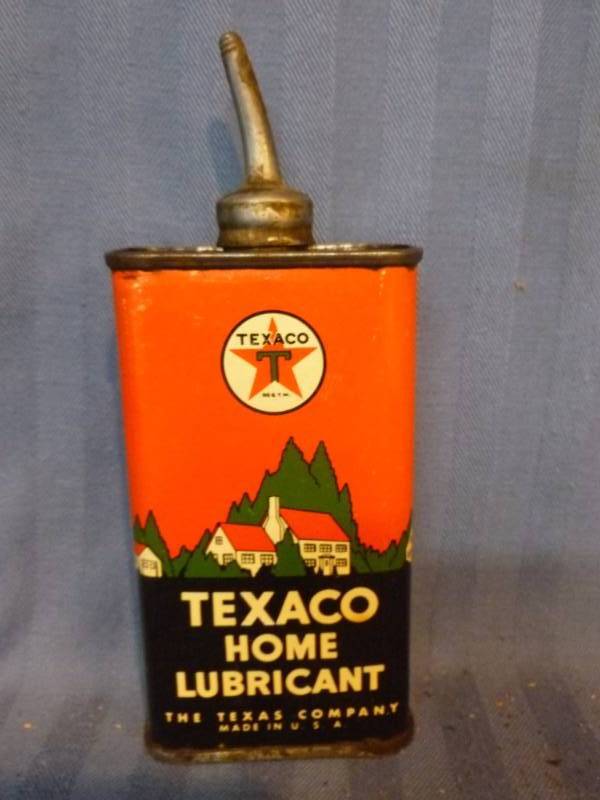 TEXACO
T
REG. T.M.
TEXACO
HOME
LUBRICANT
THE TEXAS COMPANY
MADE IN U. S. A